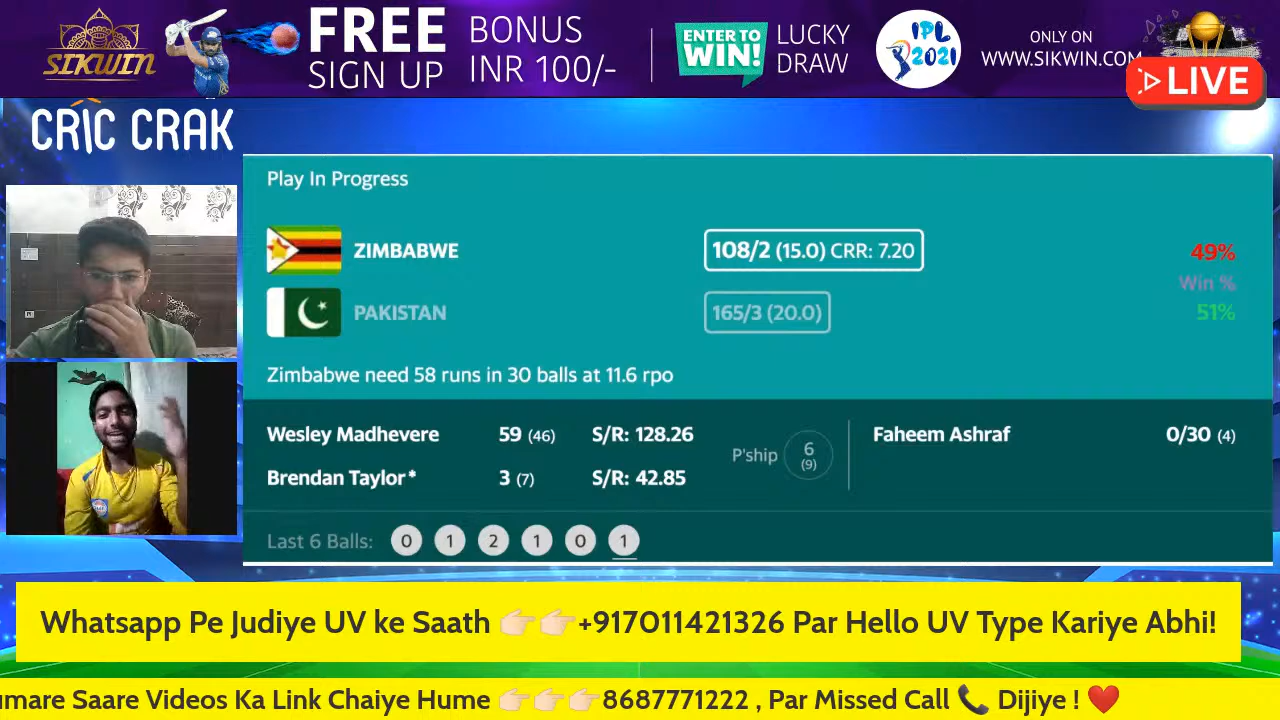 SIKWIN
FREE
SIGN UP
BONUS
INR 100/-
ENTER TO
WIN!
LUCKY
DRAW
IPL
2021
ONLY ON
WWW.SIKWIN.COM
LIVE
CRIC CRAK
Play In Progress
ZIMBABWE
108/2 (15.0) CRR: 7.20
49%
Win %
PAKISTAN
165/3 (20.0)
51%
Zimbabwe need 58 runs in 30 balls at 11.6 rpo
Wesley Madhevere 59 (46) S/R: 128.26
Brendan Taylor* 3 (7) S/R: 42.85
P'ship 6 (9)
Faheem Ashraf 0/30 (4)
Last 6 Balls: 0 1 2 1 0 1
Whatsapp Pe Judiye UV ke Saath 👉🏻👉🏻+917011421326 Par Hello UV Type Kariye Abhi!
umare Saare Videos Ka Link Chaiye Hume 👉🏻👉🏻👉🏻8687771222 , Par Missed Call 📞 Dijiye ! ❤️